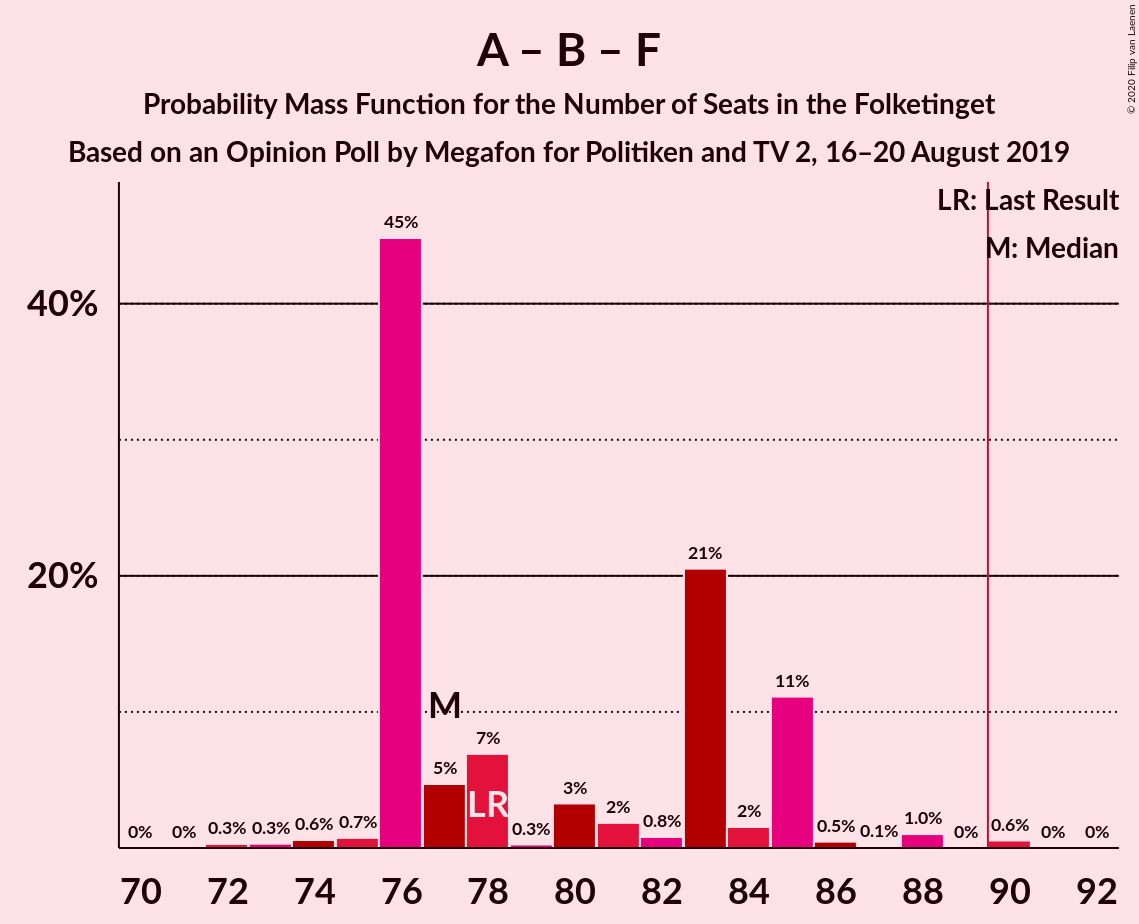 A – B – F
Probability Mass Function for the Number of Seats in the Folketinget
Based on an Opinion Poll by Megafon for Politiken and TV 2, 16–20 August 2019
© 2020 Filip van Laenen
LR: Last Result
M: Median
40%
20%
0% 0% 0.3% 0.3% 0.6% 0.7% 45% 5% 7% 0.3% 3% 2% 0.8% 21% 2% 11% 0.5% 0.1% 1.0% 0% 0.6% 0% 0%
M
LR
70 72 74 76 78 80 82 84 86 88 90 92